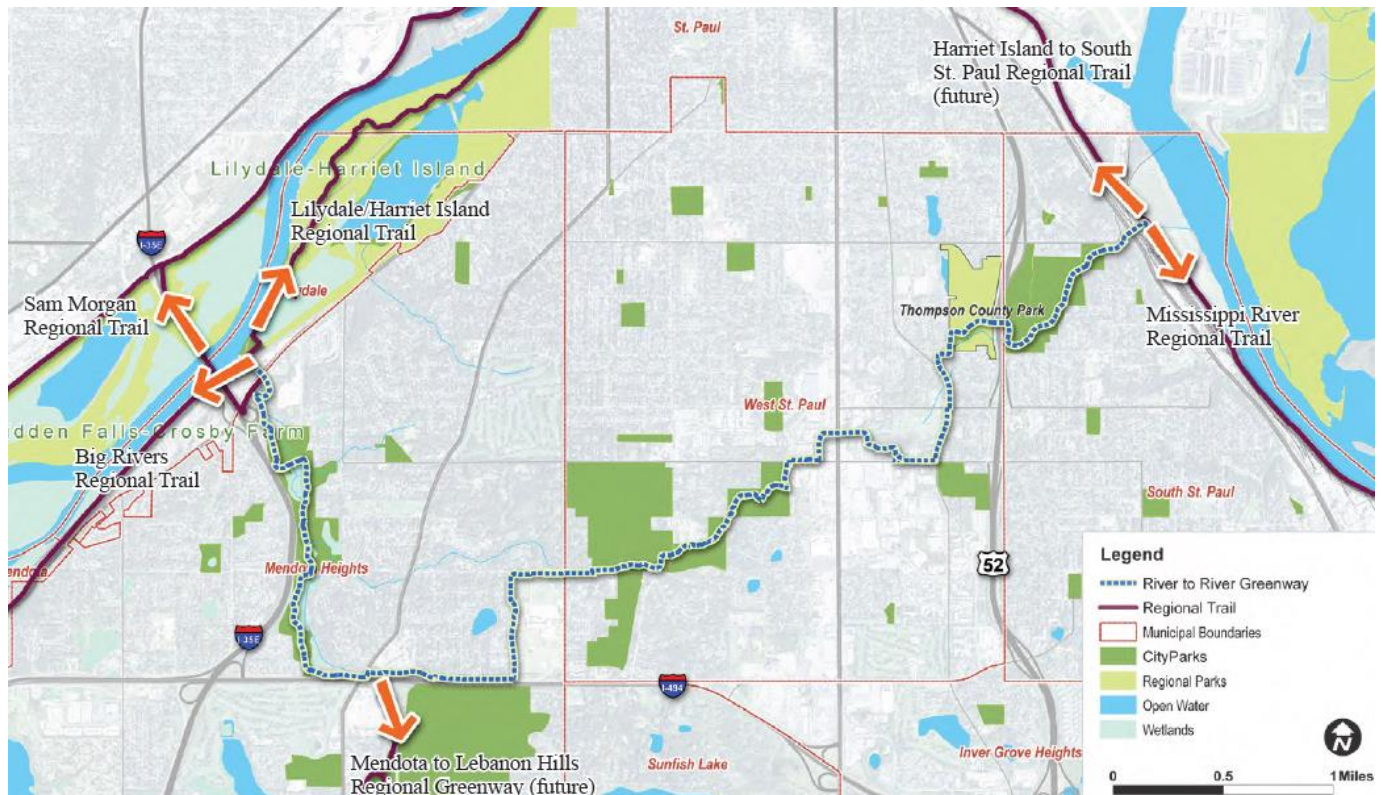 St. Paul
Harriet Island to South
St. Paul Regional Trail
(future)
Lilydale-Harriet Island
Lilydale/Harriet Island
Regional Trail
I-35E
ydale
Sam Morgan
Regional Trail
Thompson County Park
Mississippi River
Regional Trail
West St. Paul
idden Falls-Crosby Farm
Big Rivers
Regional Trail
South St. Paul
endota
Mendota Heights
52
I-35E
I-494
Mendota to Lebanon Hills
Regional Greenway (future)
Sunfish Lake
Inver Grove Heights
Legend
River to River Greenway
Regional Trail
Municipal Boundaries
CityParks
Regional Parks
Open Water
Wetlands
N
0 0.5 1 Miles